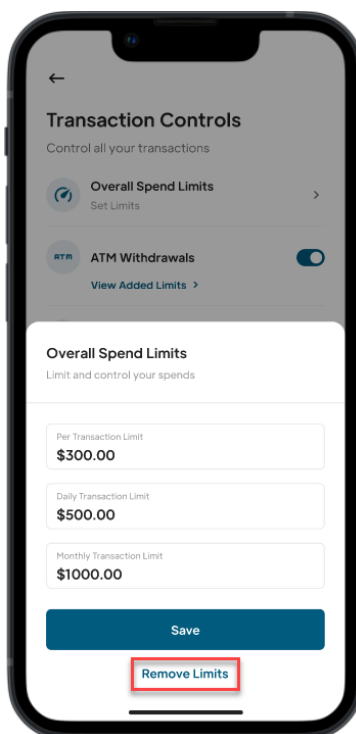 Transaction Controls
Control all your transactions
Overall Spend Limits
Set Limits
ATM
ATM Withdrawals
View Added Limits >
Overall Spend Limits
Limit and control your spends
Per Transaction Limit
$300.00
Daily Transaction Limit
$500.00
Monthly Transaction Limit
$1000.00
Save
Remove Limits